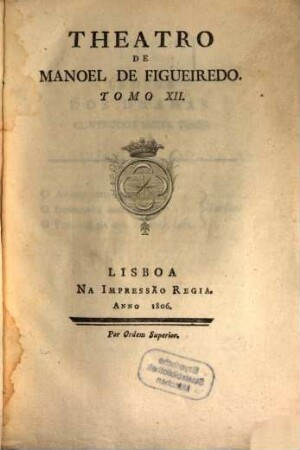 THEATRO
DE
MANOEL DE FIGUEIREDO.
TOMO XII.
LISBOA
NA IMPRESSÃO REGIA.
ANNO 1806.
Por Ordem Superior.